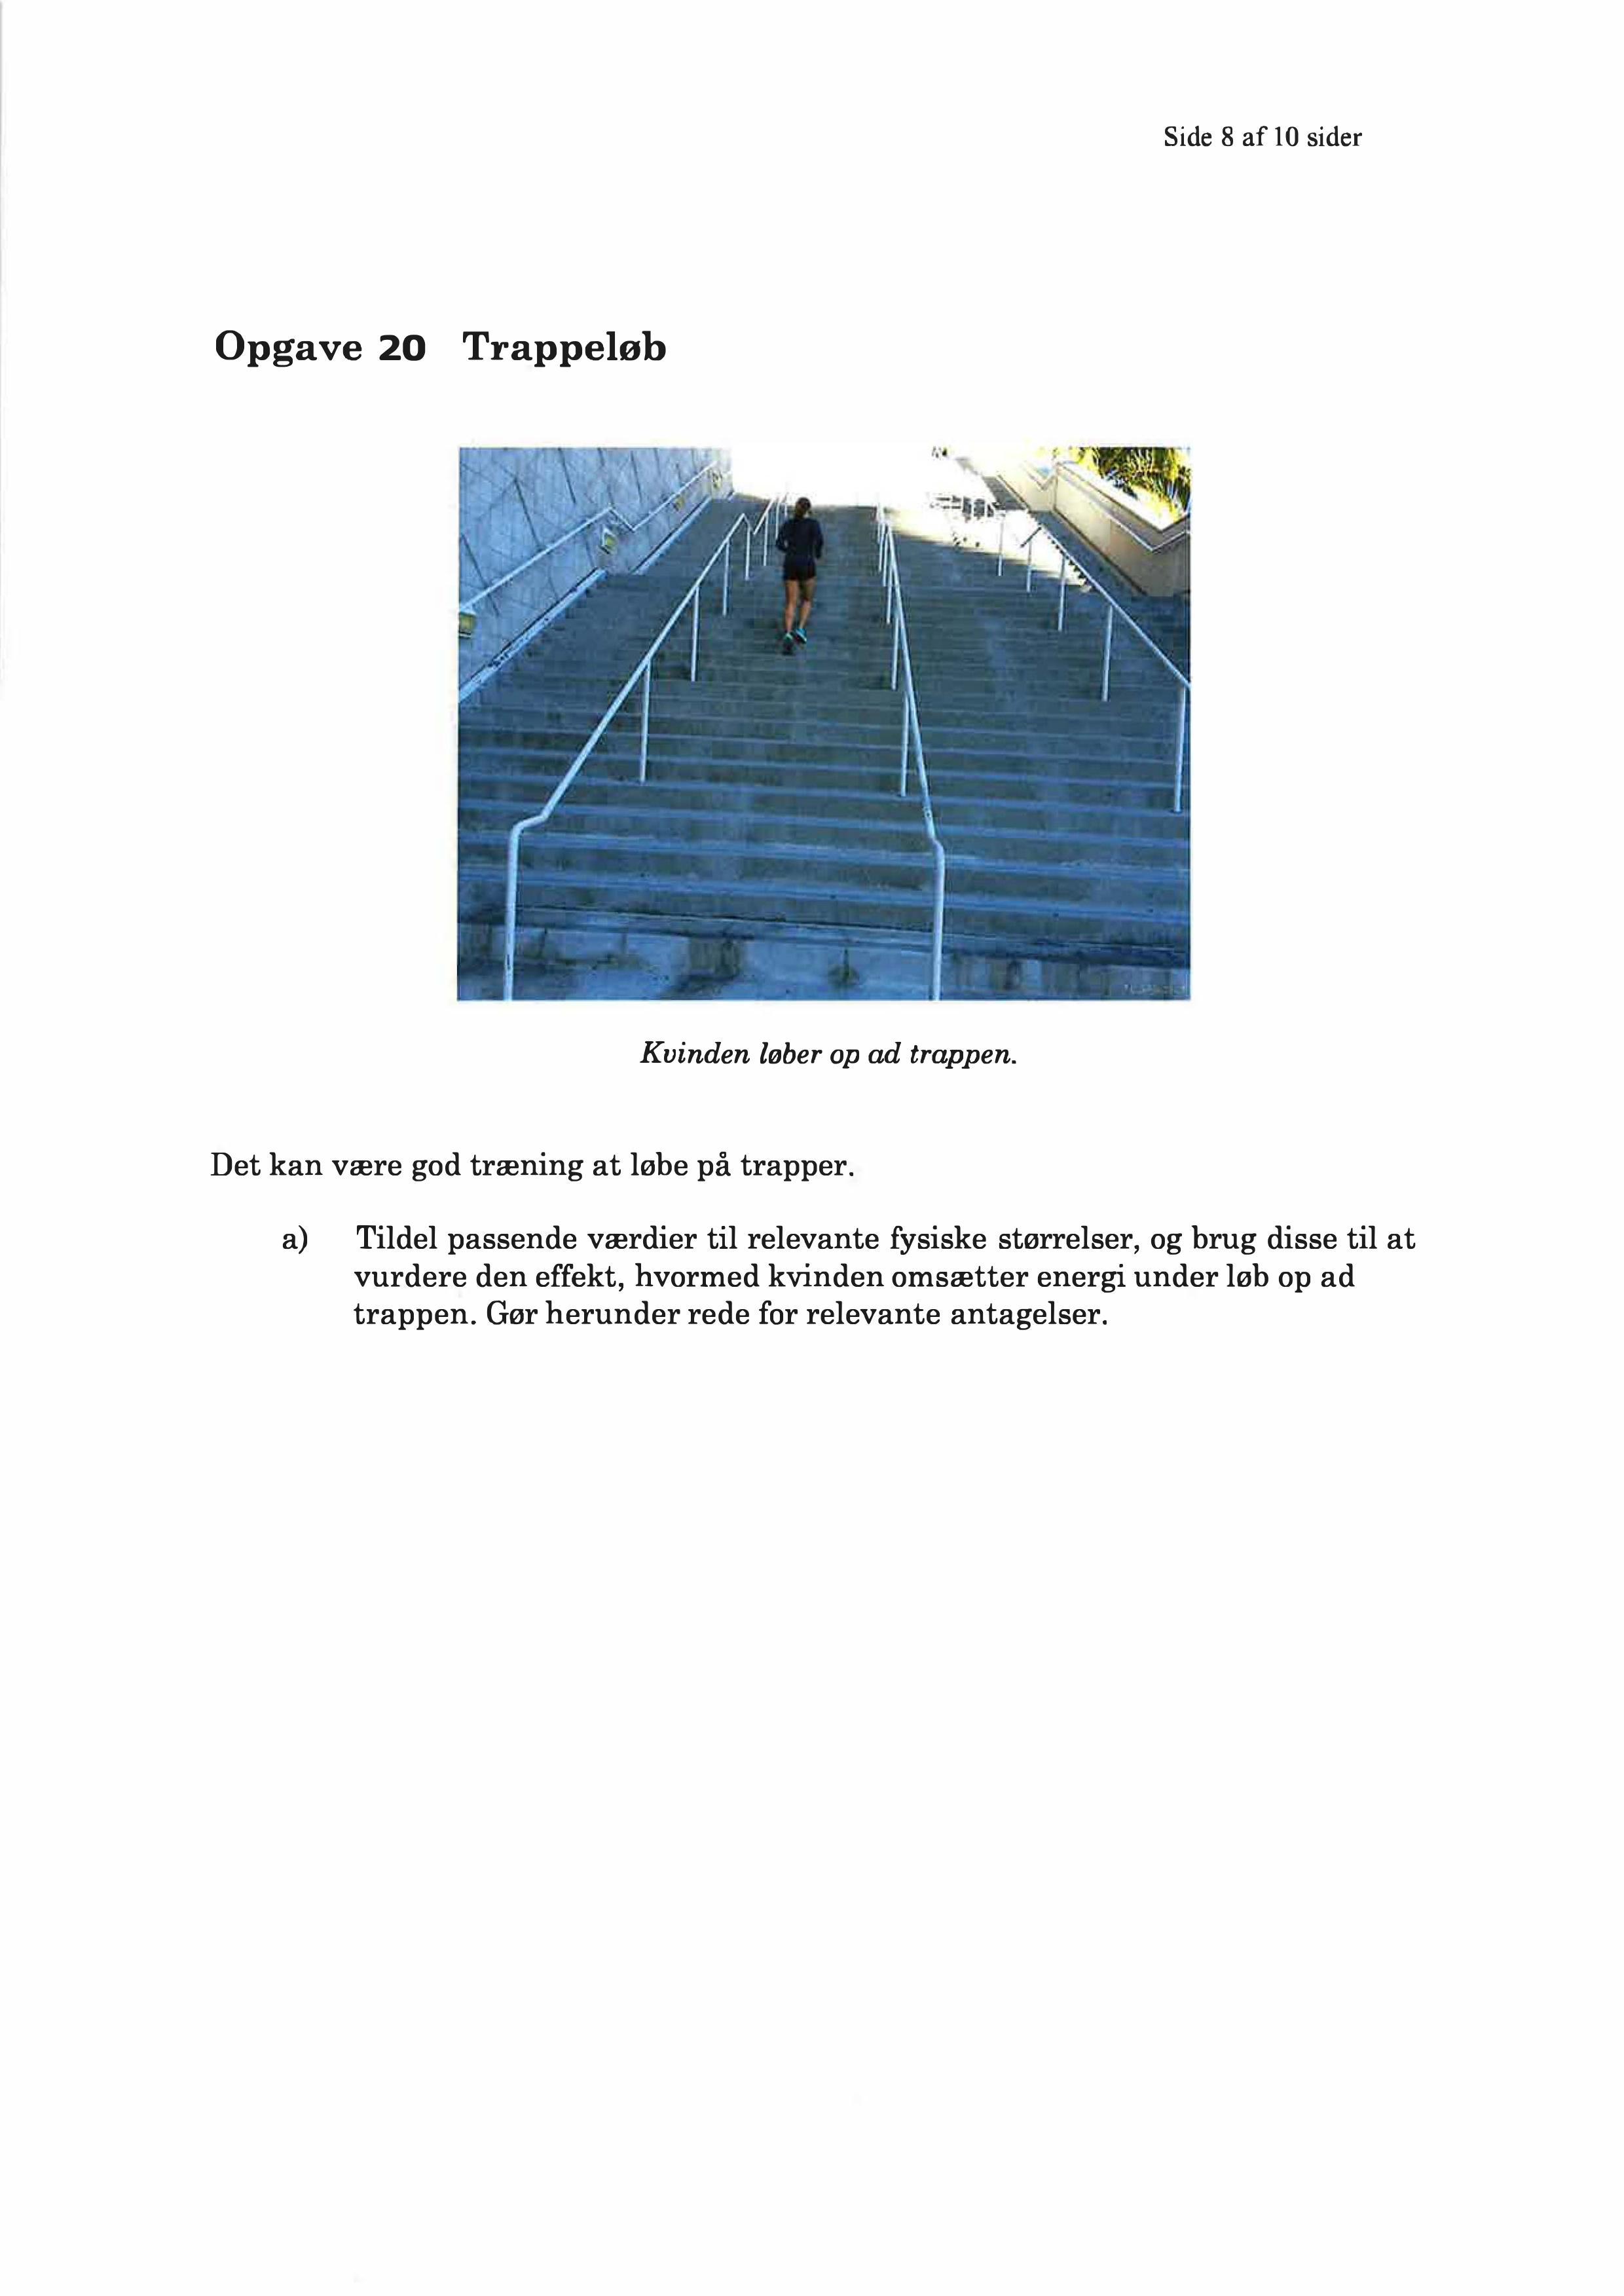 Side 8 af 10 sider
Opgave 20 Trappeløb
Kvinden løber op ad trappen.
Det kan være god træning at løbe på trapper.
a) Tildel passende værdier til relevante fysiske størrelser, og brug disse til at
vurdere den effekt, hvormed kvinden omsætter energi under løb op ad
trappen. Gør herunder rede for relevante antagelser.